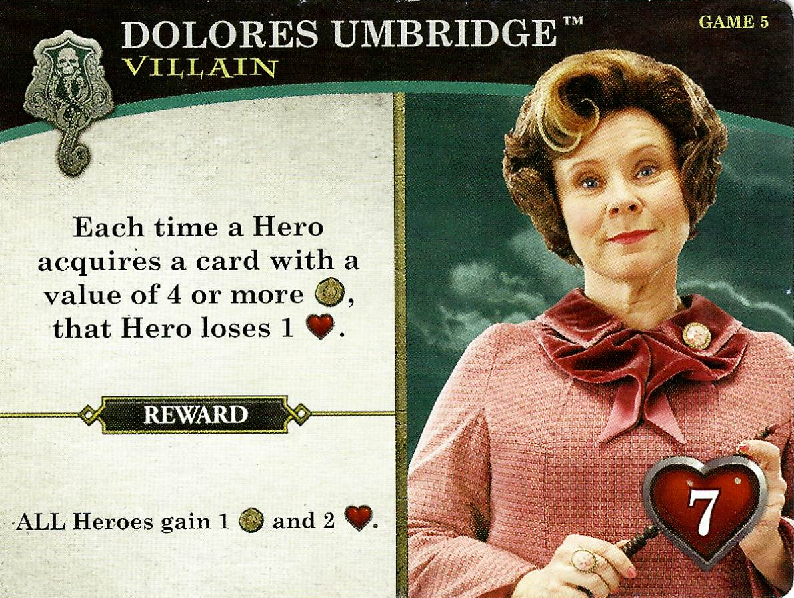 DOLORES UMBRIDGE™
GAME 5
VILLAIN
Each time a Hero
acquires a card with a
value of 4 or more ,
that Hero loses 1 .
REWARD
ALL Heroes gain 1 and 2 .
7